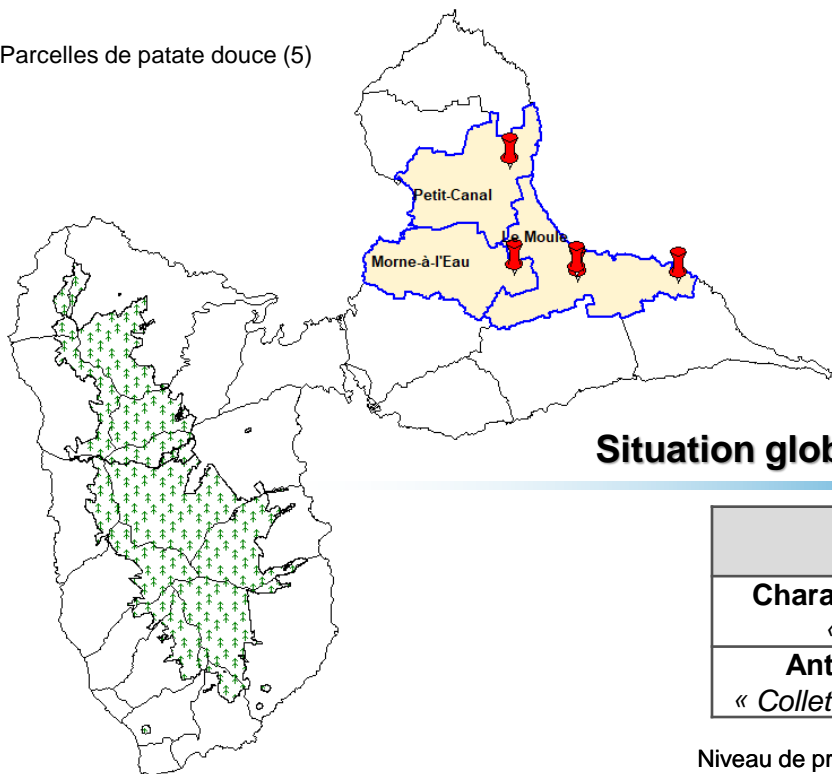 Parcelles de patate douce (5)
Petit-Canal
Le Moule
Morne-à-l'Eau
Situation glob
Chara
«
Ant
« Collet
Niveau de pr